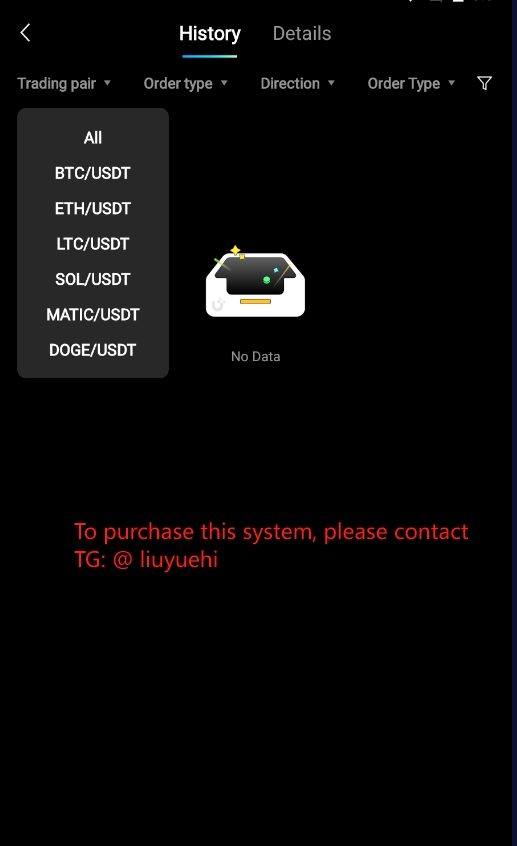 History Details
Trading pair Order type Direction Order Type
All
BTC/USDT
ETH/USDT
LTC/USDT
SOL/USDT
MATIC/USDT
DOGE/USDT
No Data
To purchase this system, please contact
TG: @ liuyuehi